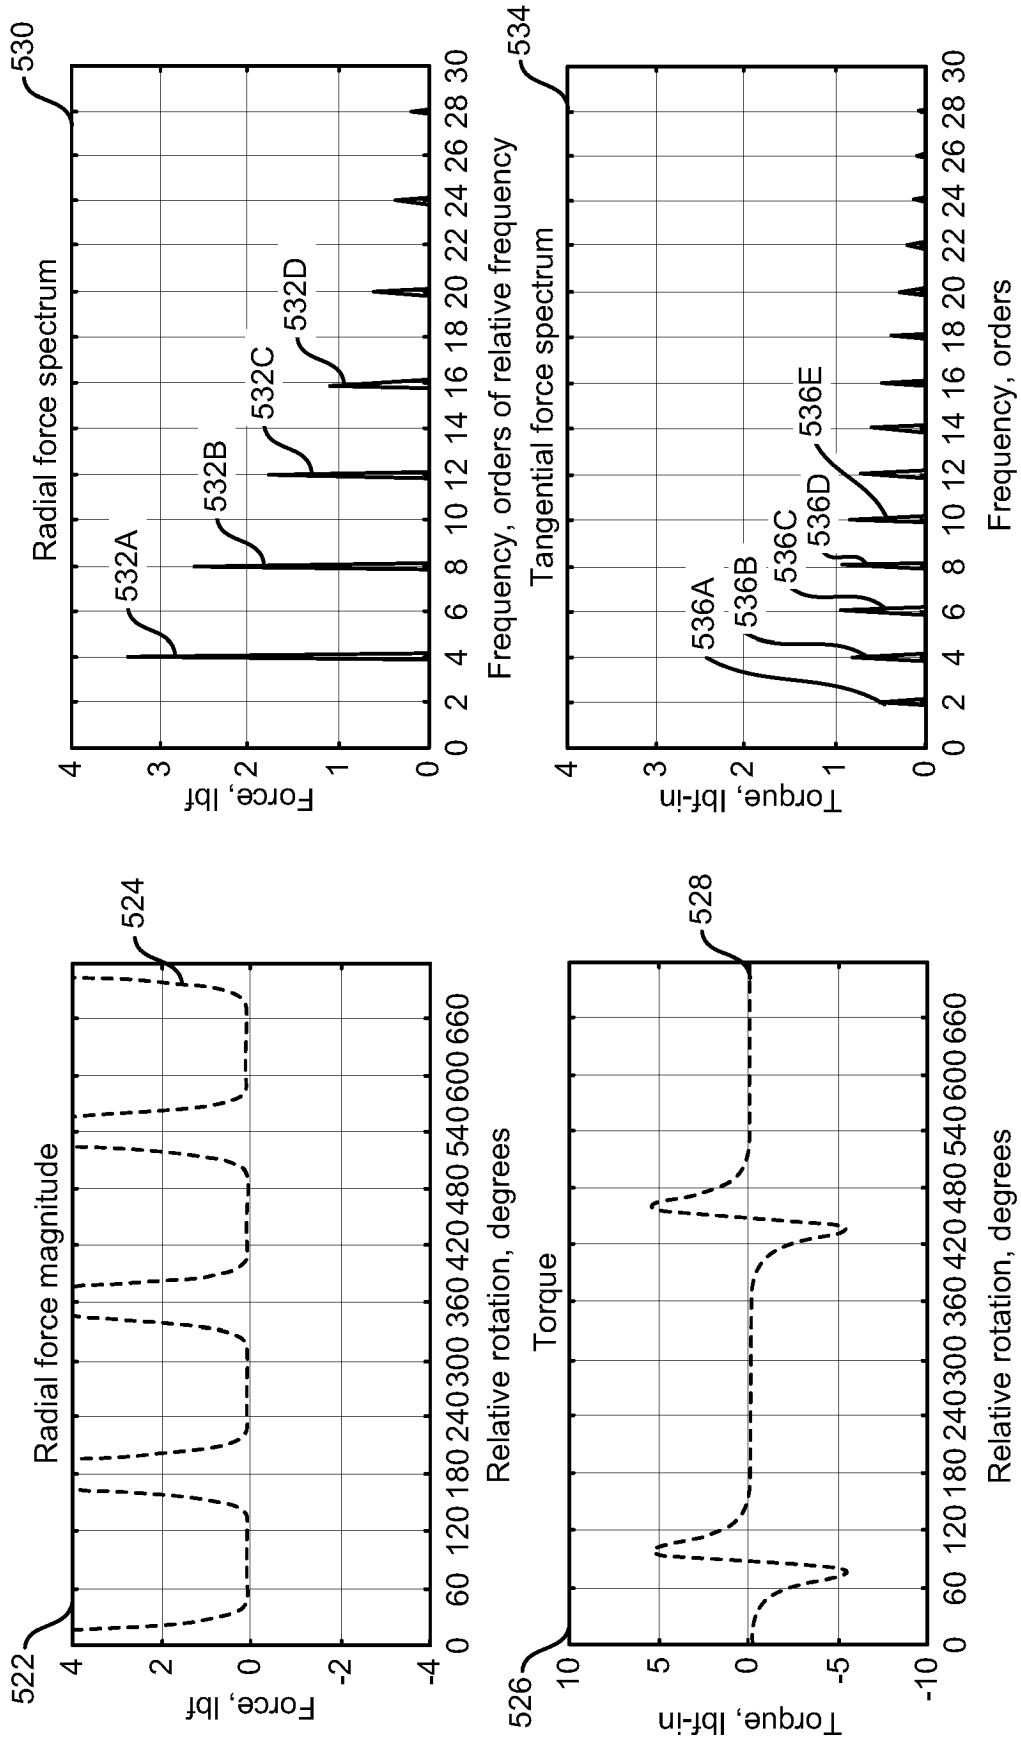 522
Radial force magnitude
524
Force, lbf
4
2
0
-2
-4
0 60 120 180 240 300 360 420 480 540 600 660
Relative rotation, degrees
530
Radial force spectrum
532A
532B
532C
532D
Force, lbf
4
3
2
1
0
0 2 4 6 8 10 12 14 16 18 20 22 24 26 28 30
Frequency, orders of relative frequency
526
Torque
528
Torque, lbf-in
10
5
0
-5
-10
0 60 120 180 240 300 360 420 480 540 600 660
Relative rotation, degrees
534
Tangential force spectrum
536A
536B
536C
536D
536E
Torque, lbf-in
4
3
2
1
0
0 2 4 6 8 10 12 14 16 18 20 22 24 26 28 30
Frequency, orders